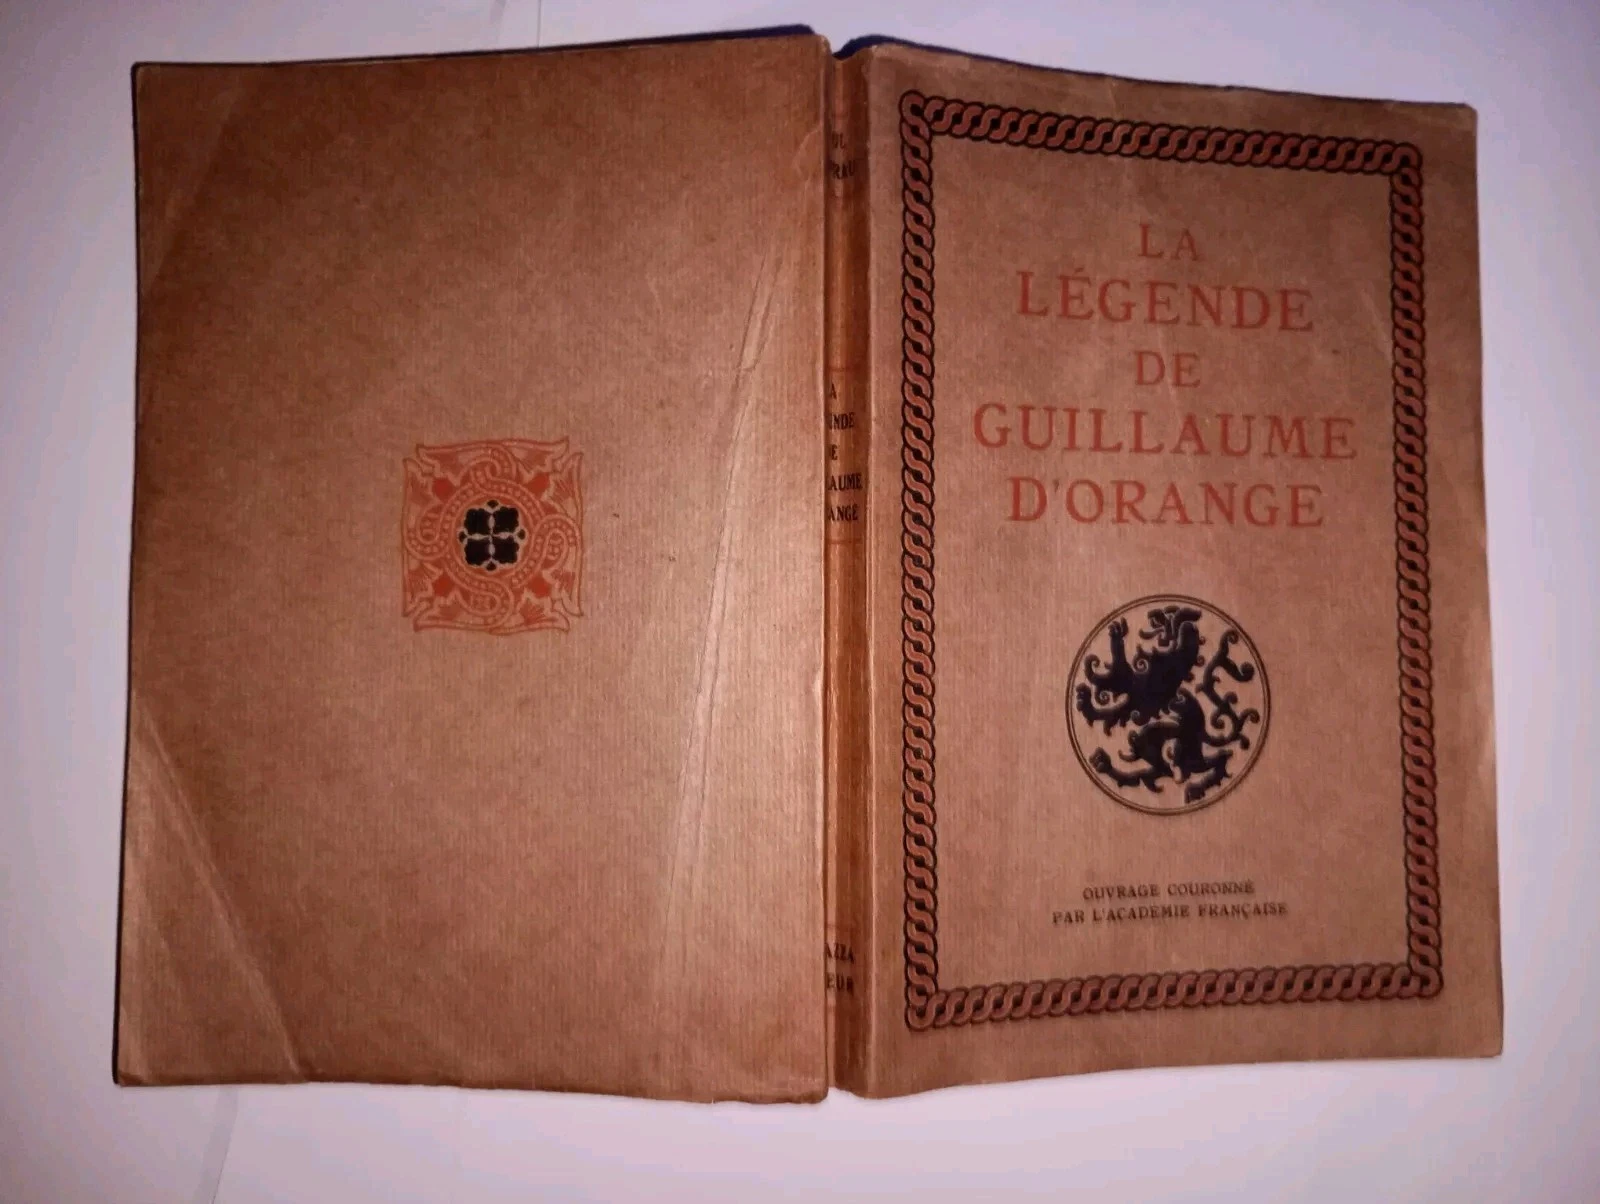 LA
LÉGENDE
DE
GUILLAUME
D'ORANGE
OUVRAGE COURONNÉ
PAR L'ACADÉMIE FRANÇAISE